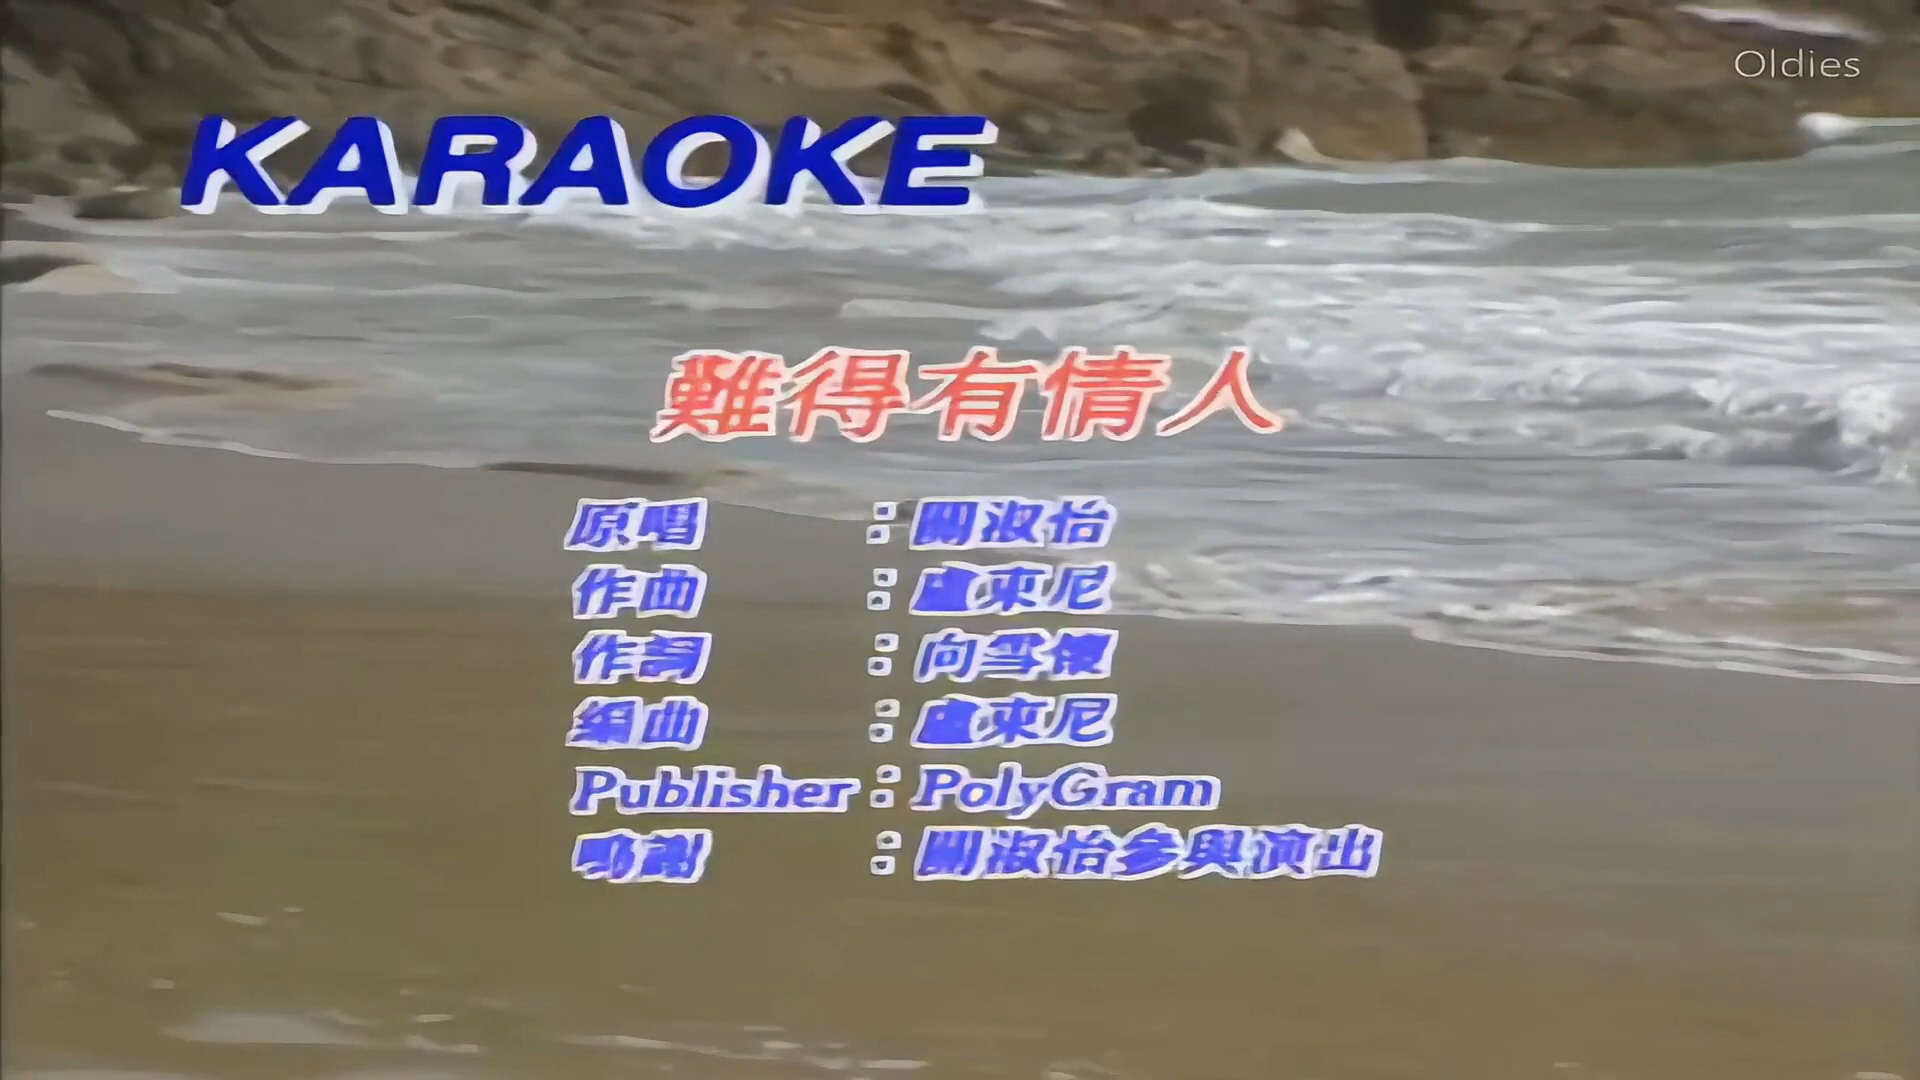 Oldies
KARAOKE
難得有情人
原唱 : 關淑怡
作曲 : 盧東尼
作詞 : 向雪懷
編曲 : 盧東尼
Publisher : PolyGram
鳴謝 : 關淑怡參與演出